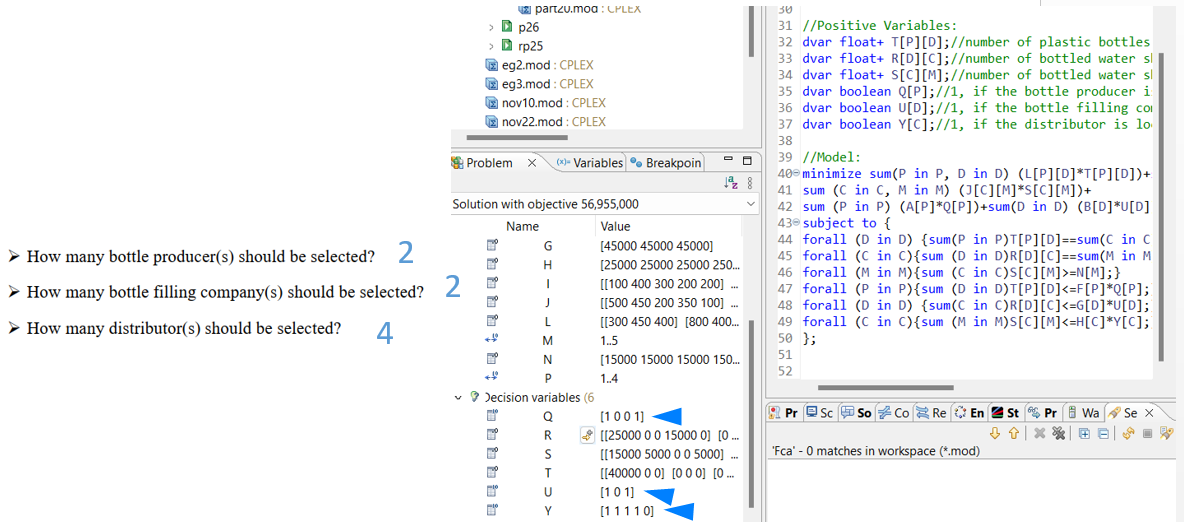 ➢ How many bottle producer(s) should be selected? 2
➢ How many bottle filling company(s) should be selected? 2
➢ How many distributor(s) should be selected? 4
part20.mod : CPLEX
p26
rp25
eg2.mod : CPLEX
eg3.mod : CPLEX
nov10.mod : CPLEX
nov22.mod : CPLEX
Problem
(x)= Variables
Breakpoin
Solution with objective 56,955,000
Name Value
G [45000 45000 45000]
H [25000 25000 25000 250...
I [[100 400 300 200 200] ...
J [[500 450 200 350 100] ...
L [[300 450 400] [800 400...
M 1..5
N [15000 15000 15000 150...
P 1..4
Decision variables (6
Q [1 0 0 1]
R [[25000 0 0 15000 0] [0 ...
S [[15000 5000 0 0 5000] ...
T [[40000 0 0] [0 0 0] [0 ...
U [1 0 1]
Y [1 1 1 1 0]
30
31 //Positive Variables:
32 dvar float+ T[P][D];//number of plastic bottles
33 dvar float+ R[D][C];//number of bottled water s
34 dvar float+ S[C][M];//number of bottled water s
35 dvar boolean Q[P];//1, if the bottle producer i
36 dvar boolean U[D];//1, if the bottle filling co
37 dvar boolean Y[C];//1, if the distributor is lo
38
39 //Model:
40 minimize sum(P in P, D in D) (L[P][D]*T[P][D])+
41 sum (C in C, M in M) (J[C][M]*S[C][M])+
42 sum (P in P) (A[P]*Q[P])+sum(D in D) (B[D]*U[D]
43 subject to {
44 forall (D in D) {sum(P in P)T[P][D]==sum(C in C
45 forall (C in C){sum (D in D)R[D][C]==sum(M in M
46 forall (M in M){sum (C in C)S[C][M]>=N[M];}
47 forall (P in P){sum (D in D)T[P][D]<=F[P]*Q[P];
48 forall (D in D) {sum(C in C)R[D][C]<=G[D]*U[D];
49 forall (C in C){sum (M in M)S[C][M]<=H[C]*Y[C];
50 };
51
52
Pr
Sc
So
Co
Re
En
St
Pr
Wa
Se
'Fca' - 0 matches in workspace (*.mod)